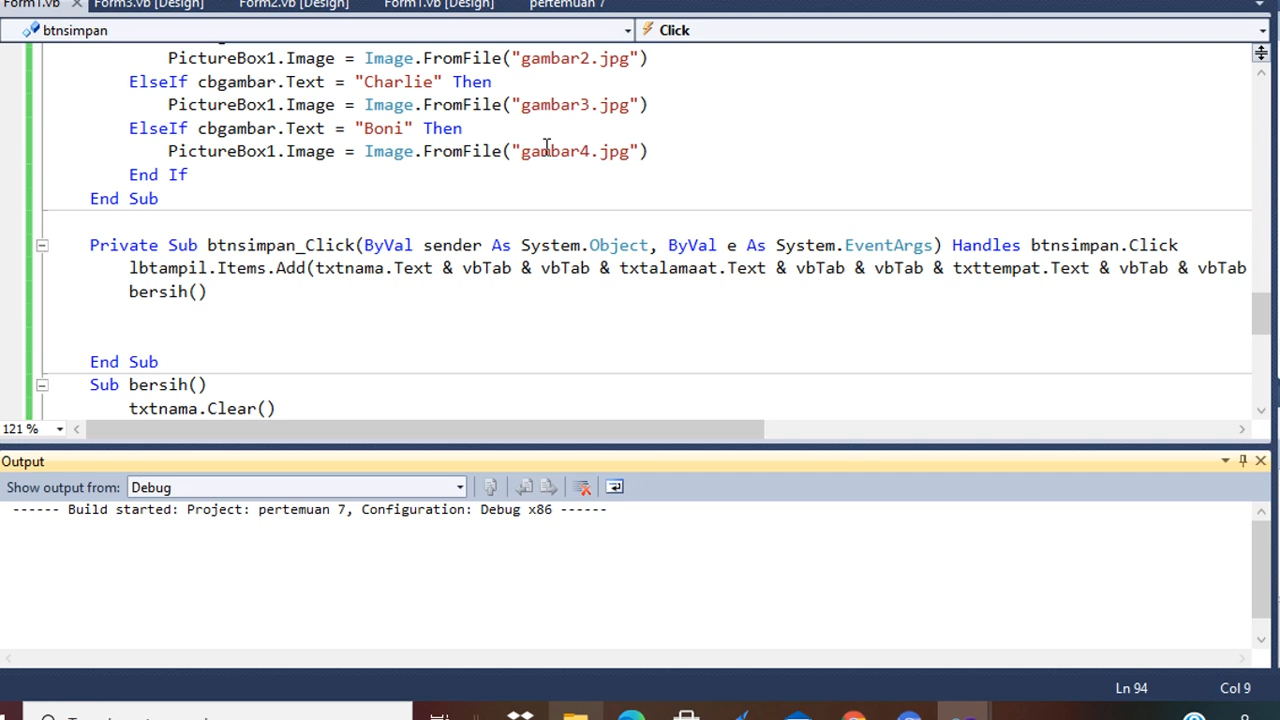 Form1.vb Form3.vb [Design] Form2.vb [Design] Form1.vb [Design] pertemuan 7
btnsimpan Click
PictureBox1.Image = Image.FromFile("gambar2.jpg")
ElseIf cbgambar.Text = "Charlie" Then
PictureBox1.Image = Image.FromFile("gambar3.jpg")
ElseIf cbgambar.Text = "Boni" Then
PictureBox1.Image = Image.FromFile("gambar4.jpg")
End If
End Sub
Private Sub btnsimpan_Click(ByVal sender As System.Object, ByVal e As System.EventArgs) Handles btnsimpan.Click
lbtampil.Items.Add(txtnama.Text & vbTab & vbTab & txtalamaat.Text & vbTab & vbTab & txttempat.Text & vbTab & vbTab
bersih()
End Sub
Sub bersih()
txtnama.Clear()
121 %
Output
Show output from: Debug
------ Build started: Project: pertemuan 7, Configuration: Debug x86 ------
Ln 94 Col 9